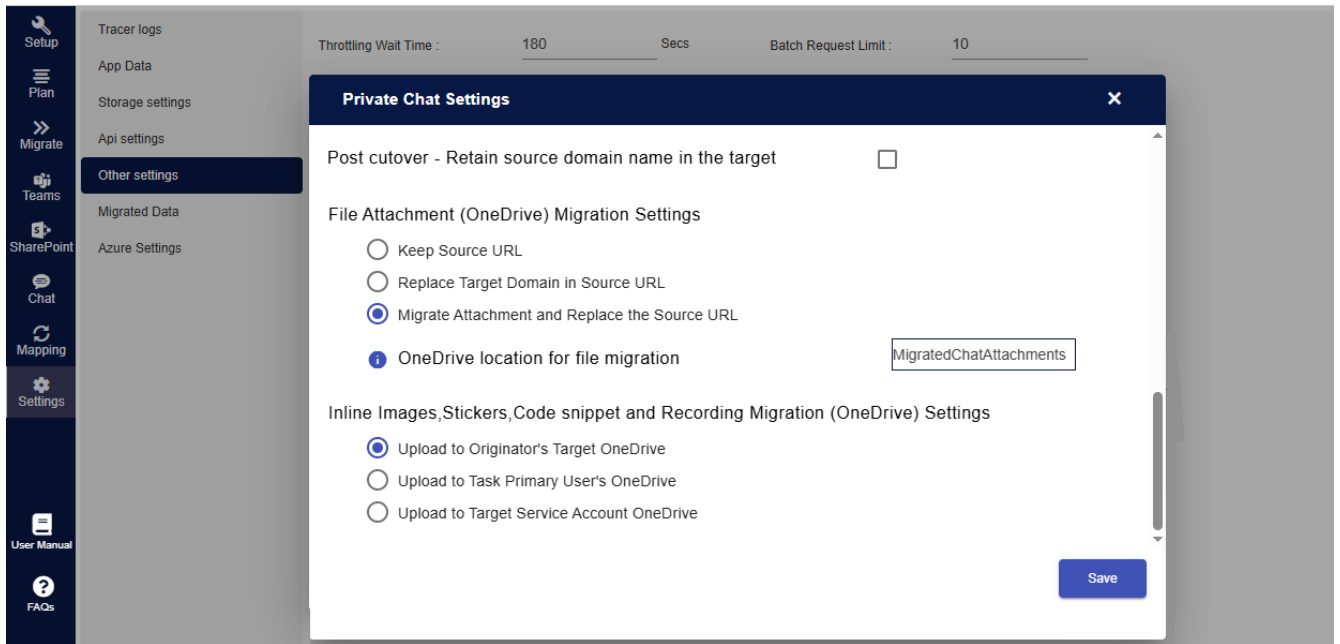 Setup
Plan
Migrate
Teams
SharePoint
Chat
Mapping
Settings
User Manual
FAQs
Tracer logs
App Data
Storage settings
Api settings
Other settings
Migrated Data
Azure Settings
Throttling Wait Time : 180 Secs Batch Request Limit : 10
Private Chat Settings
Post cutover - Retain source domain name in the target
File Attachment (OneDrive) Migration Settings
Keep Source URL
Replace Target Domain in Source URL
Migrate Attachment and Replace the Source URL
OneDrive location for file migration MigratedChatAttachments
Inline Images,Stickers,Code snippet and Recording Migration (OneDrive) Settings
Upload to Originator's Target OneDrive
Upload to Task Primary User's OneDrive
Upload to Target Service Account OneDrive
Save